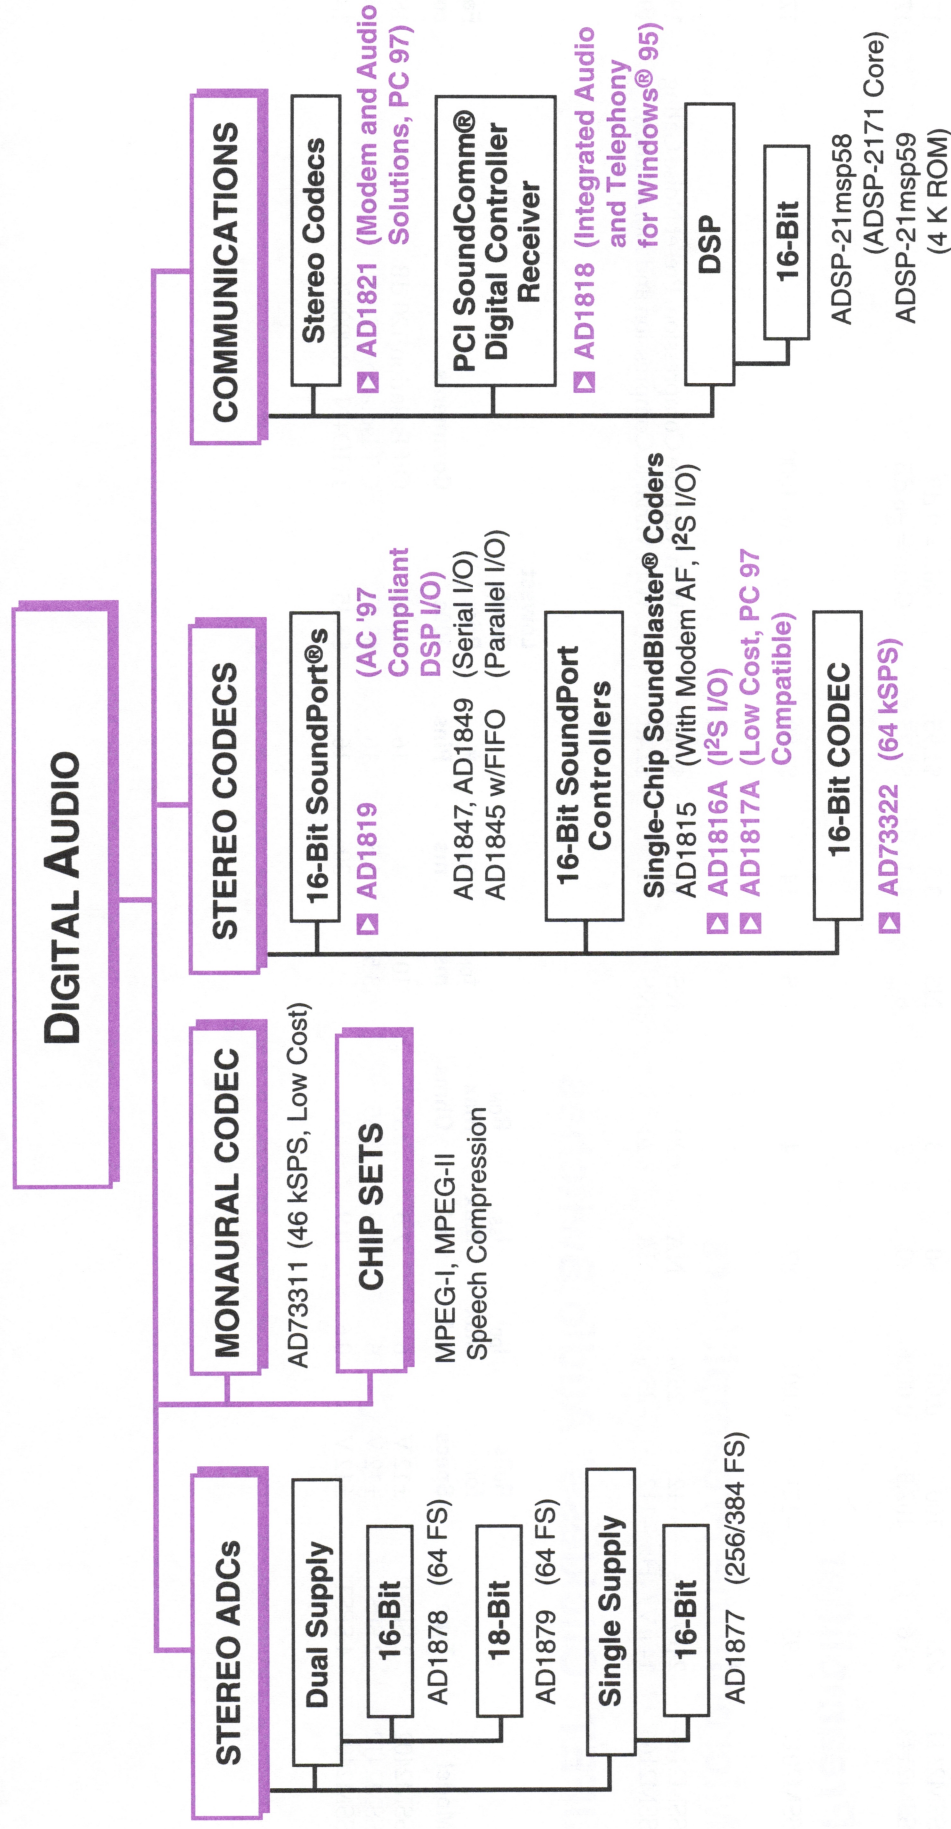 DIGITAL AUDIO
STEREO ADCs
Dual Supply
16-Bit
AD1878 (64 FS)
18-Bit
AD1879 (64 FS)
Single Supply
16-Bit
AD1877 (256/384 FS)
MONAURAL CODEC
AD73311 (46 kSPS, Low Cost)
CHIP SETS
MPEG-I, MPEG-II
Speech Compression
STEREO CODECS
16-Bit SoundPort®s
AD1819 (AC '97
Compliant
DSP I/O)
AD1847, AD1849 (Serial I/O)
AD1845 w/FIFO (Parallel I/O)
16-Bit SoundPort
Controllers
Single-Chip SoundBlaster® Coders
AD1815 (With Modem AF, I²S I/O)
AD1816A (I²S I/O)
AD1817A (Low Cost, PC 97
Compatible)
16-Bit CODEC
AD73322 (64 kSPS)
COMMUNICATIONS
Stereo Codecs
AD1821 (Modem and Audio
Solutions, PC 97)
PCI SoundComm®
Digital Controller
Receiver
AD1818 (Integrated Audio
and Telephony
for Windows® 95)
DSP
16-Bit
ADSP-21msp58
(ADSP-2171 Core)
ADSP-21msp59
(4 K ROM)